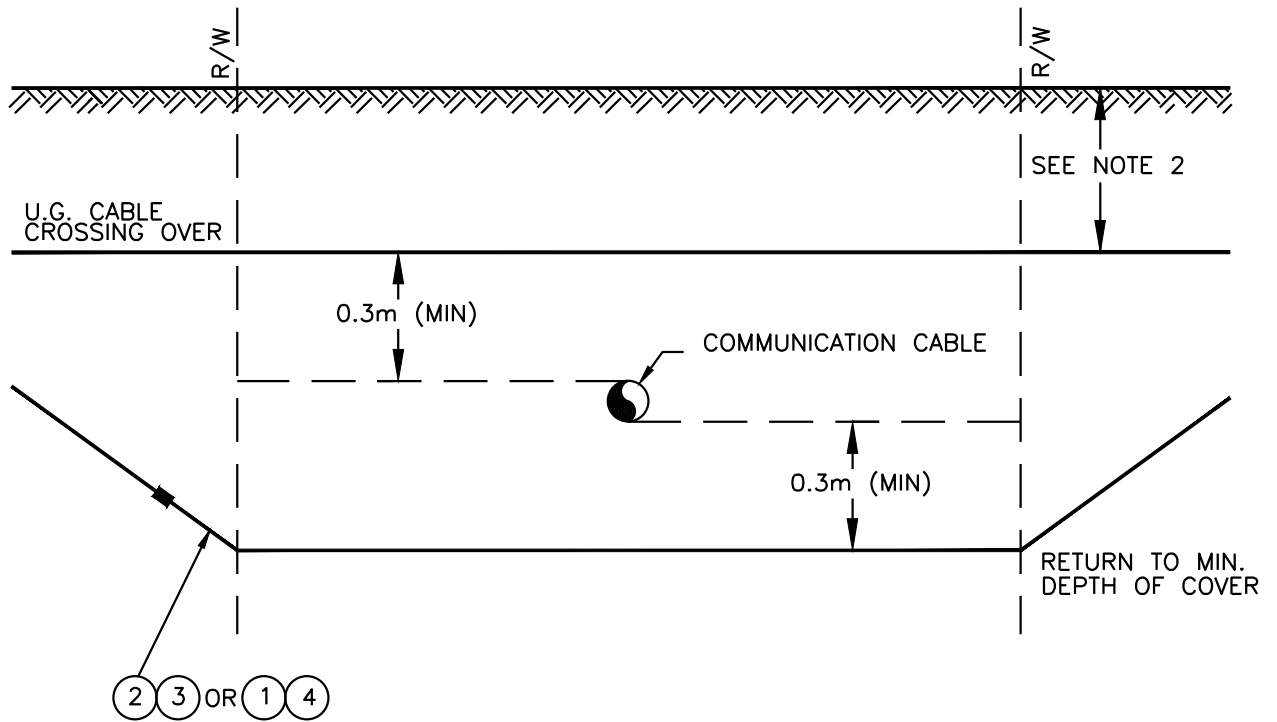 R/W
R/W
SEE NOTE 2
U.G. CABLE
CROSSING OVER
0.3m (MIN)
COMMUNICATION CABLE
0.3m (MIN)
RETURN TO MIN.
DEPTH OF COVER
2 3 OR 1 4